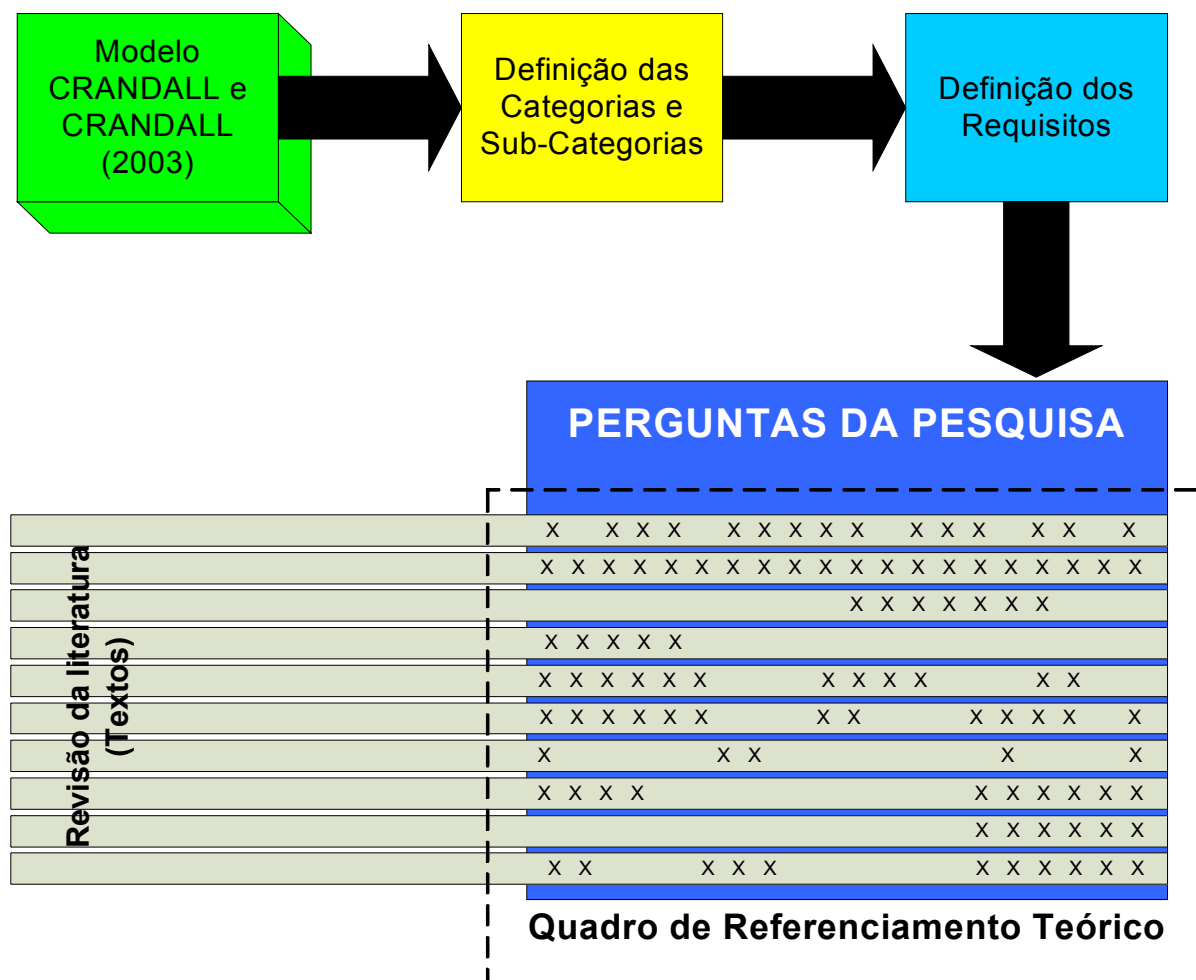 Modelo
CRANDALL e
CRANDALL
(2003)
Definição das
Categorias e
Sub-Categorias
Definição dos
Requisitos
PERGUNTAS DA PESQUISA
Revisão da literatura
(Textos)
X X X X X X X X X X X X X X X
X X X X X X X X X X X X X X X X X X X X
X X X X X X X
X X X X X
X X X X X X X X X X X X
X X X X X X X X X X X X X
X X X X X
X X X X X X X X X X
X X X X X X
X X X X X X X X X X X
Quadro de Referenciamento Teórico